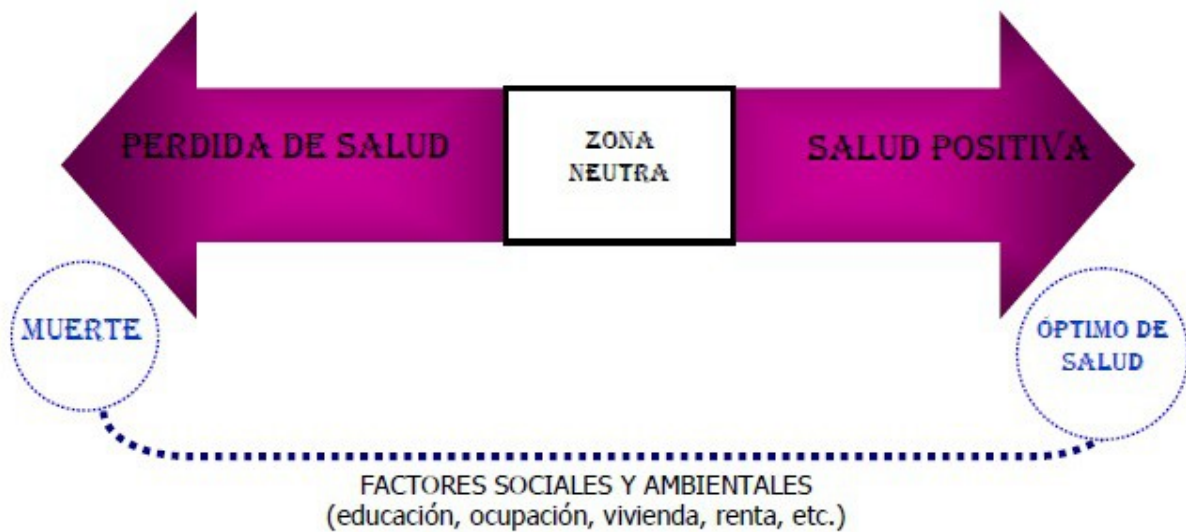 PERDIDA DE SALUD
ZONA
NEUTRA
SALUD POSITIVA
MUERTE
ÓPTIMO DE
SALUD
FACTORES SOCIALES Y AMBIENTALES
(educación, ocupación, vivienda, renta, etc.)